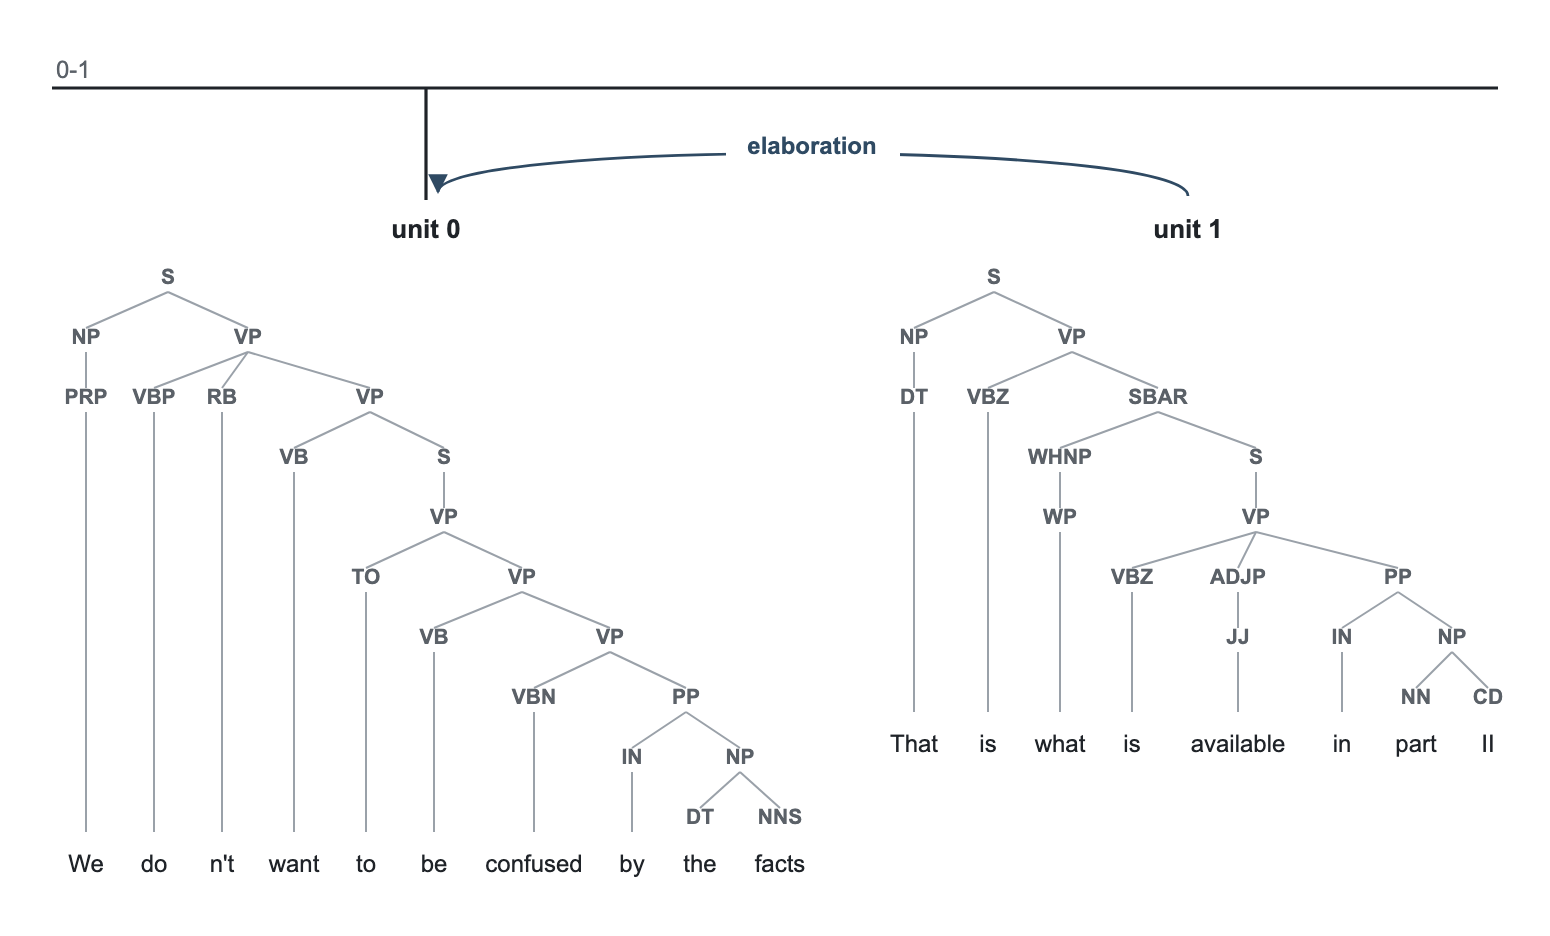 0-1
elaboration
unit 0 unit 1
S S
NP VP NP VP
PRP VBP RB VP DT VBZ SBAR
VB S WHNP S
VP WP VP
TO VP VBZ ADJP PP
VB VP JJ IN NP
VBN PP NN CD
That is what is available in part II
IN NP
DT NNS
We do n't want to be confused by the facts